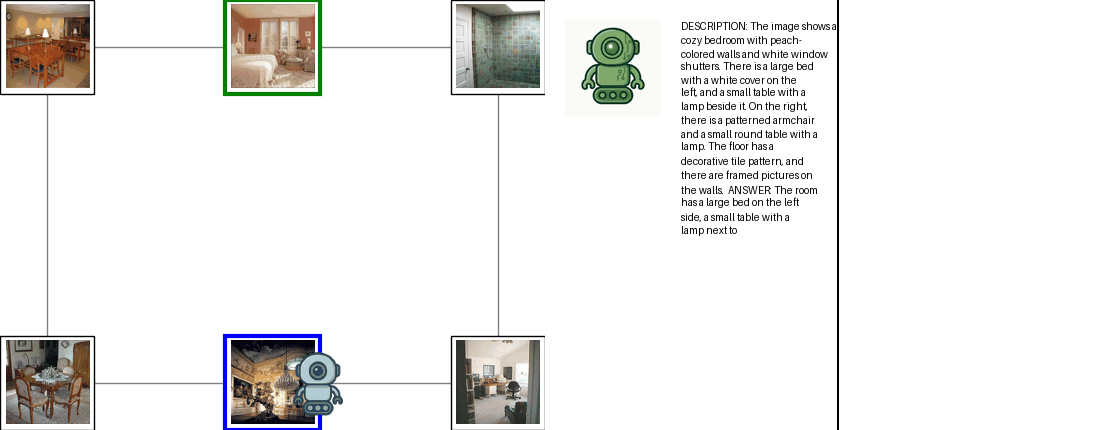 DESCRIPTION: The image shows a
cozy bedroom with peach-
colored walls and white window
shutters. There is a large bed
with a white cover on the
left, and a small table with a
lamp beside it. On the right,
there is a patterned armchair
and a small round table with a
lamp. The floor has a
decorative tile pattern, and
there are framed pictures on
the walls. ANSWER: The room
has a large bed on the left
side, a small table with a
lamp next to